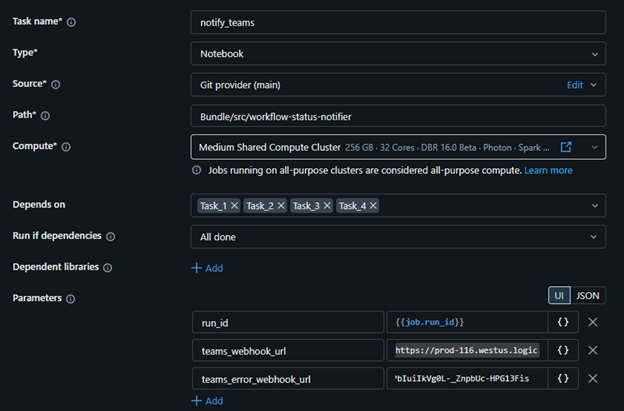 Task name*
notify_teams
Type*
Notebook
Source*
Git provider (main)
Edit
Path*
Bundle/src/workflow-status-notifier
Compute*
Medium Shared Compute Cluster 256 GB · 32 Cores · DBR 16.0 Beta · Photon · Spark ...
Jobs running on all-purpose clusters are considered all-purpose compute. Learn more
Depends on
Task_1 Task_2 Task_3 Task_4
Run if dependencies
All done
Dependent libraries
+ Add
Parameters
UI JSON
run_id
{{job.run_id}}
{}
teams_webhook_url
https://prod-116.westus.logic
{}
teams_error_webhook_url
bIuiIkVg0L-_ZnpbUc-HPG13Fis
{}
+ Add